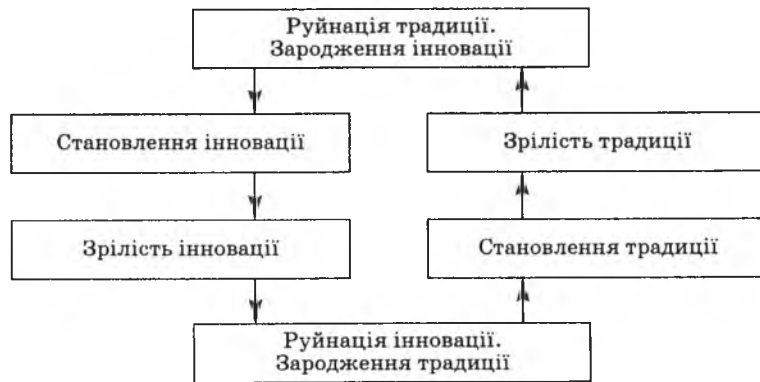 Руйнація традиції.
Зародження інновації
Становлення інновації
Зрілість традиції
Зрілість інновації
Становлення традиції
Руйнація інновації.
Зародження традиції